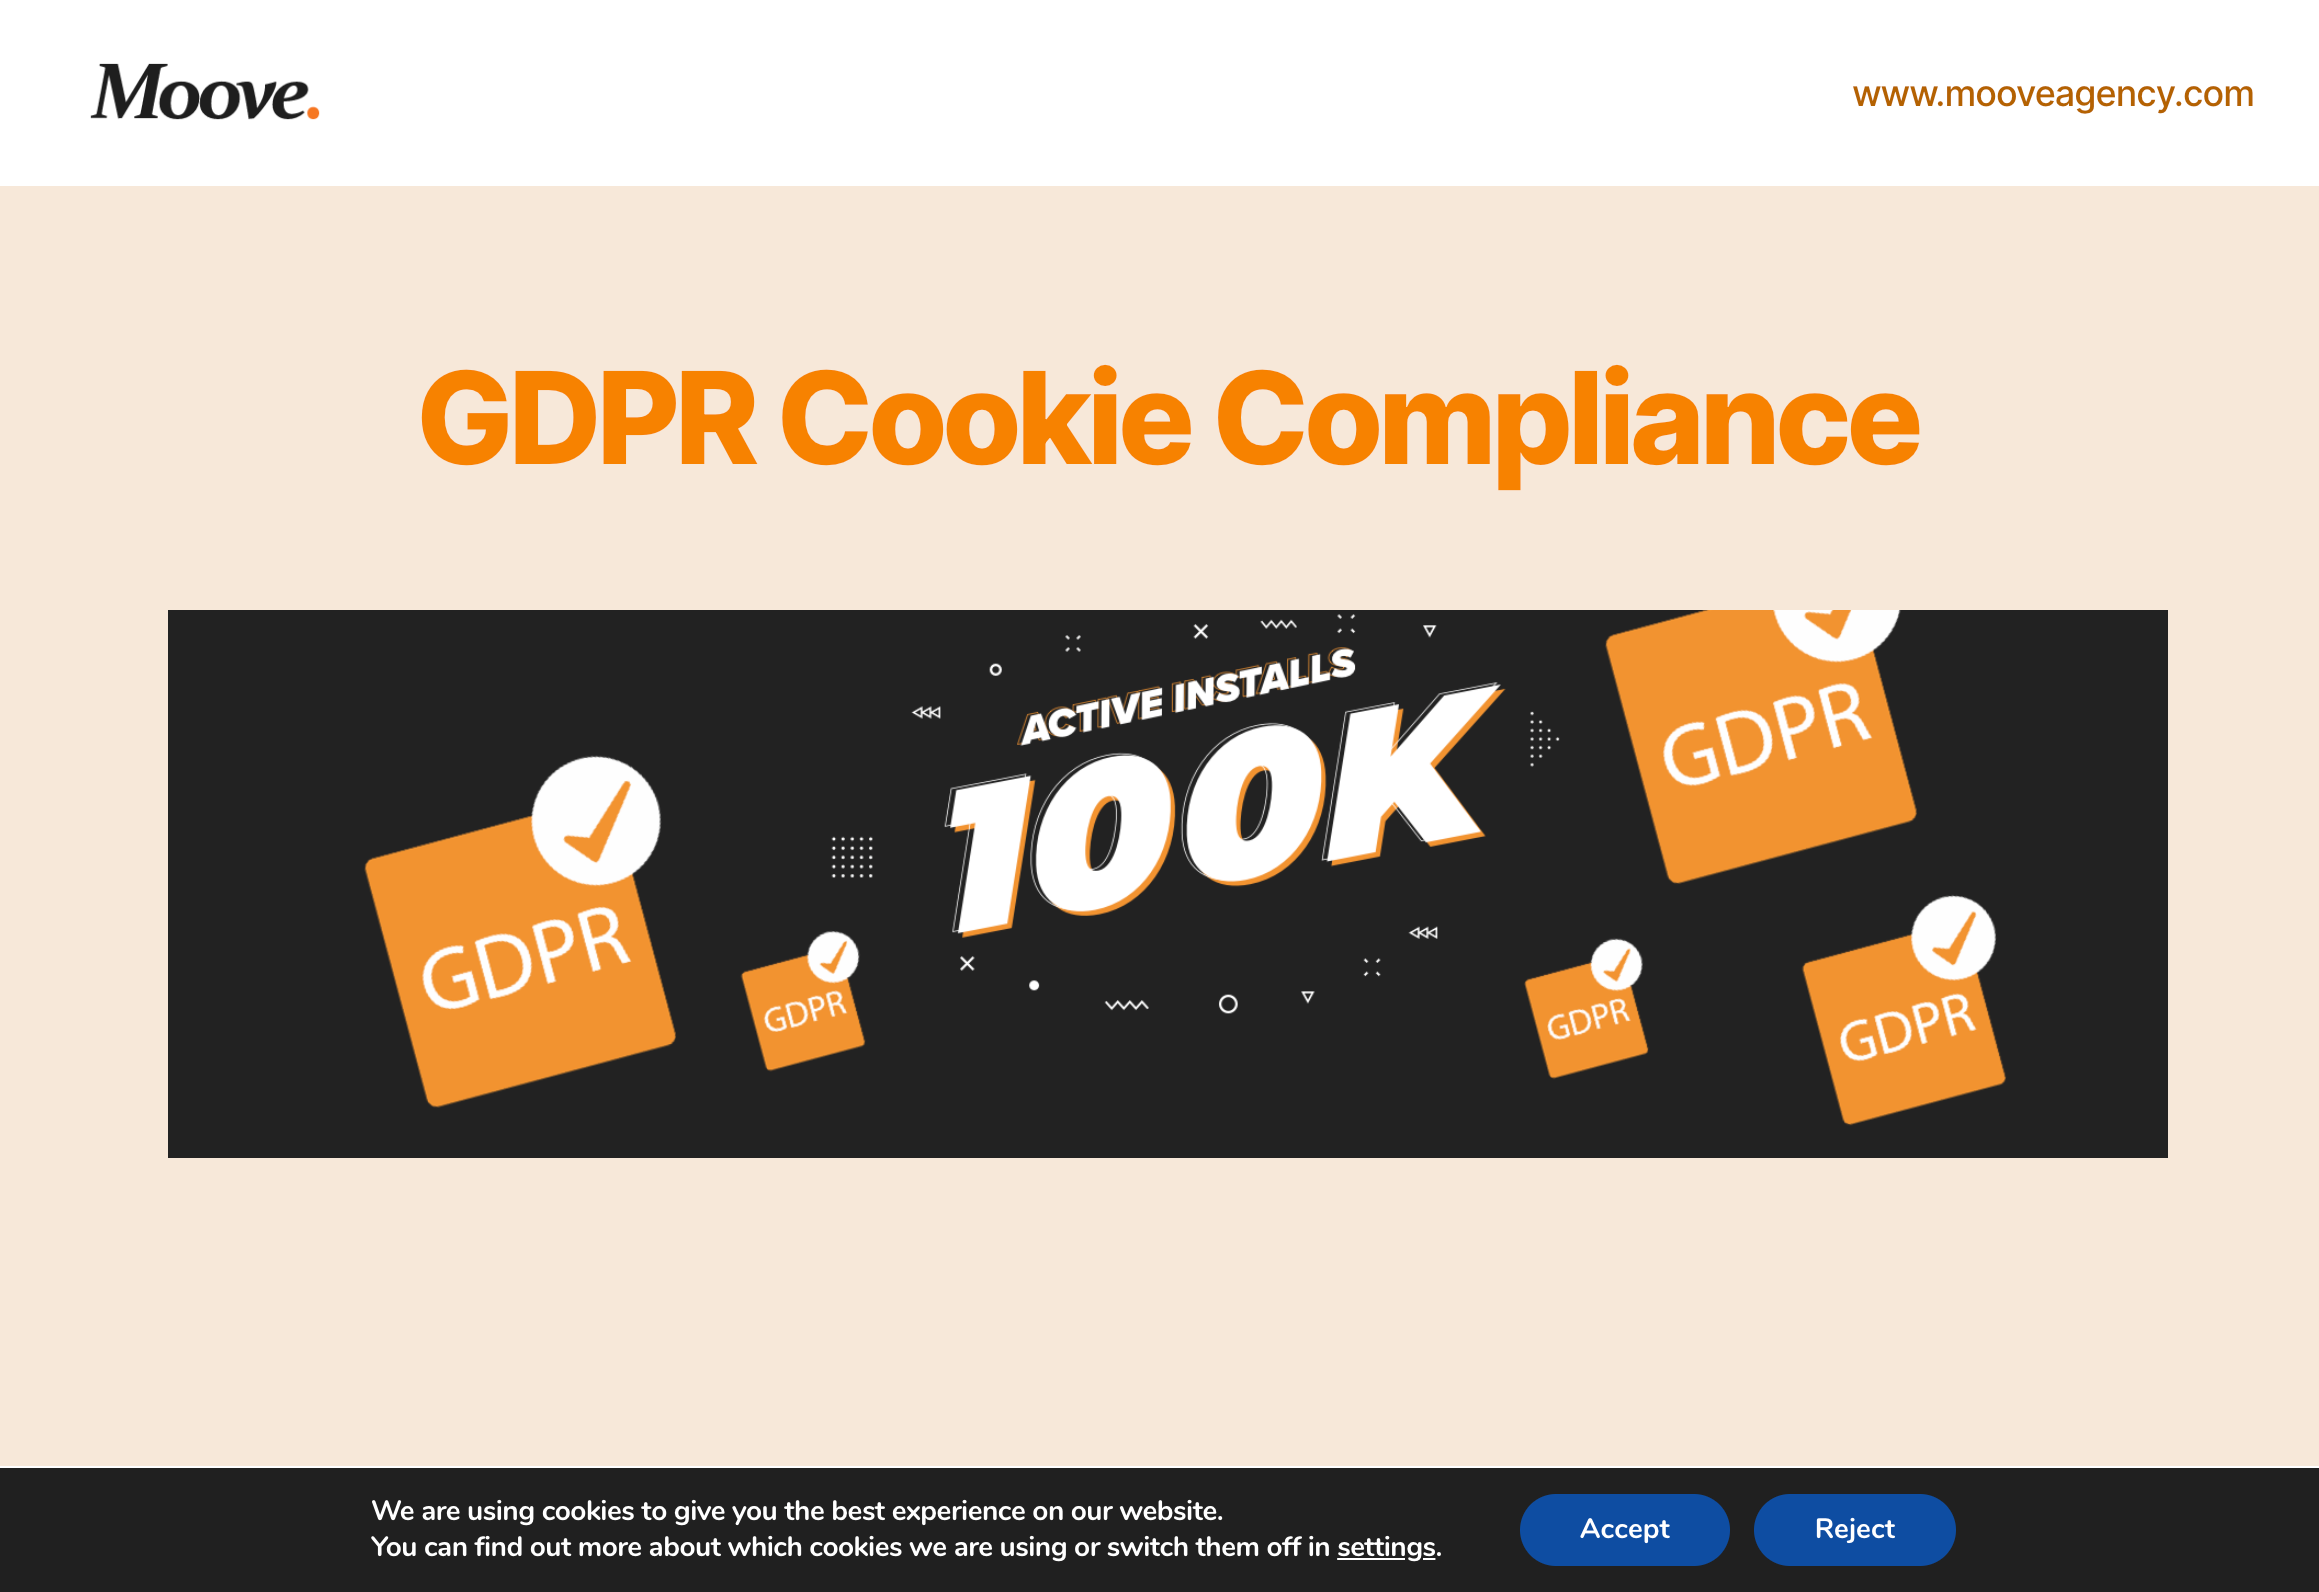 Moove.
www.mooveagency.com
GDPR Cookie Compliance
ACTIVE INSTALLS
100K
GDPR
GDPR
GDPR
GDPR
GDPR
We are using cookies to give you the best experience on our website.
You can find out more about which cookies we are using or switch them off in settings.
Accept
Reject